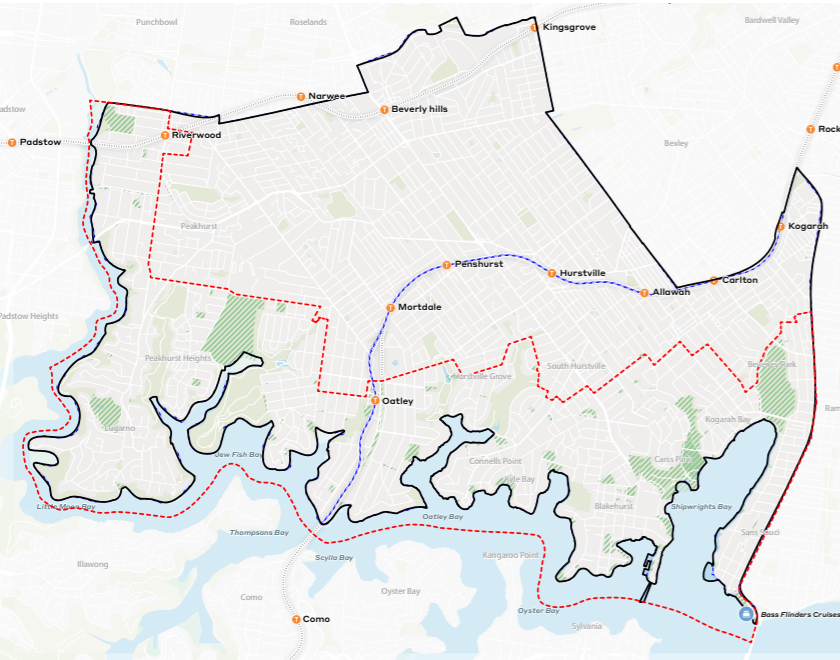 Punchbowl
Roselands
Bardwell Valley
Kingsgrove
Narwee
adstow
Beverly hills
Rock
Padstow
Riverwood
Bexley
Peakhurst
Kogarah
Penshurst
Hurstville
Carlton
Allawah
Mortdale
Padstow Heights
Peakhurst Heights
South Hurstville
Hurstville Grove
Oatley
Ram
Lugarno
Kogarah Bay
Jew Fish Bay
Connells Point
Carss Park
Kyle Bay
Little Moon Bay
Blakehurst
Shipwrights Bay
Oatley Bay
Thompsons Bay
Sans Souci
Scylla Bay
Kangaroo Point
Illawong
Oyster Bay
Como
Oyster Bay
Bass Flinders Cruises
Como
Sylvania